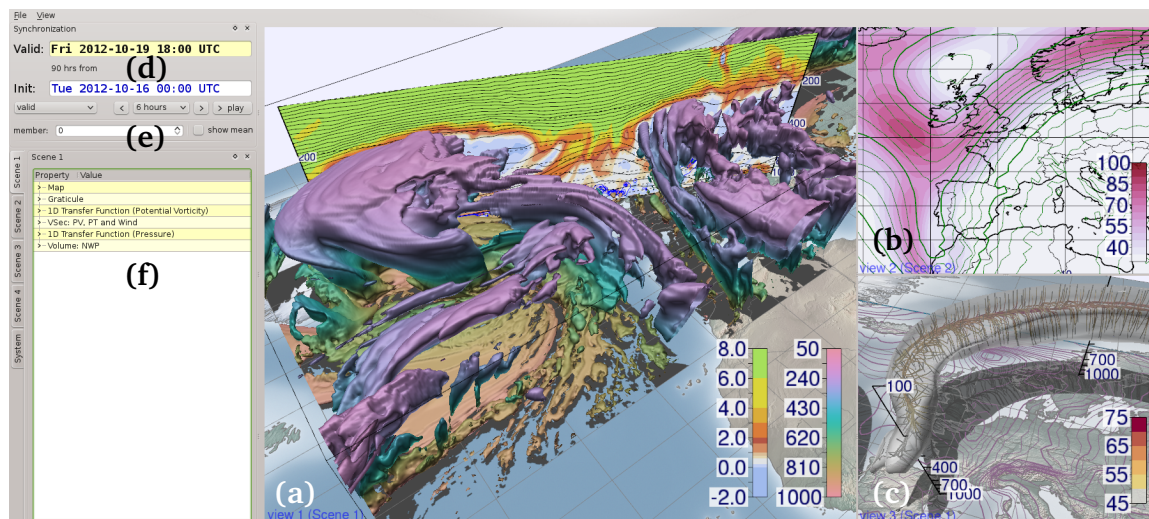 File View
Synchronization
Valid: Fri 2012-10-19 18:00 UTC
90 hrs from
(d)
Init: Tue 2012-10-16 00:00 UTC
valid < 6 hours > > play
member: 0 show mean
(e)
Scene 1
Scene 2
Scene 3
Scene 4
System
Scene 1
Property Value
Map
Graticule
1D Transfer Function (Potential Vorticity)
VSec: PV, PT and Wind
1D Transfer Function (Pressure)
Volume: NWP
(f)
200
200
400
8.0
6.0
4.0
2.0
0.0
-2.0
50
240
430
620
810
1000
(a)
view 1 (Scene 1)
100
85
70
55
40
(b)
view 2 (Scene 2)
100
400
700
1000
700
1000
75
65
55
45
(c)
view 3 (Scene 1)